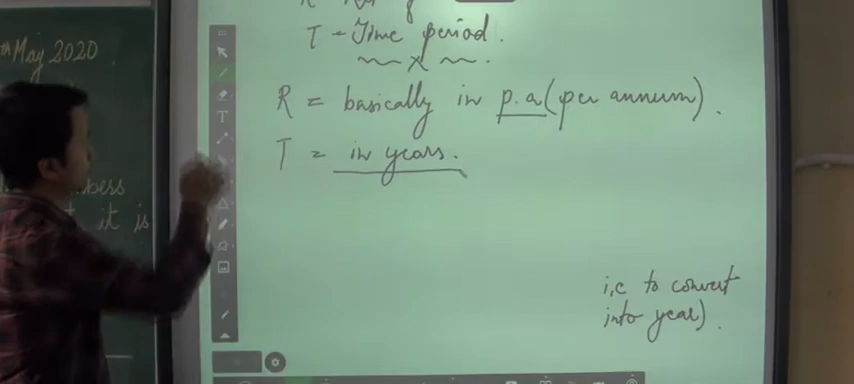 May 2020
T - Time period.
R = basically in p.a (per annum).
T = in years.
it is
i,e to convert
into year).